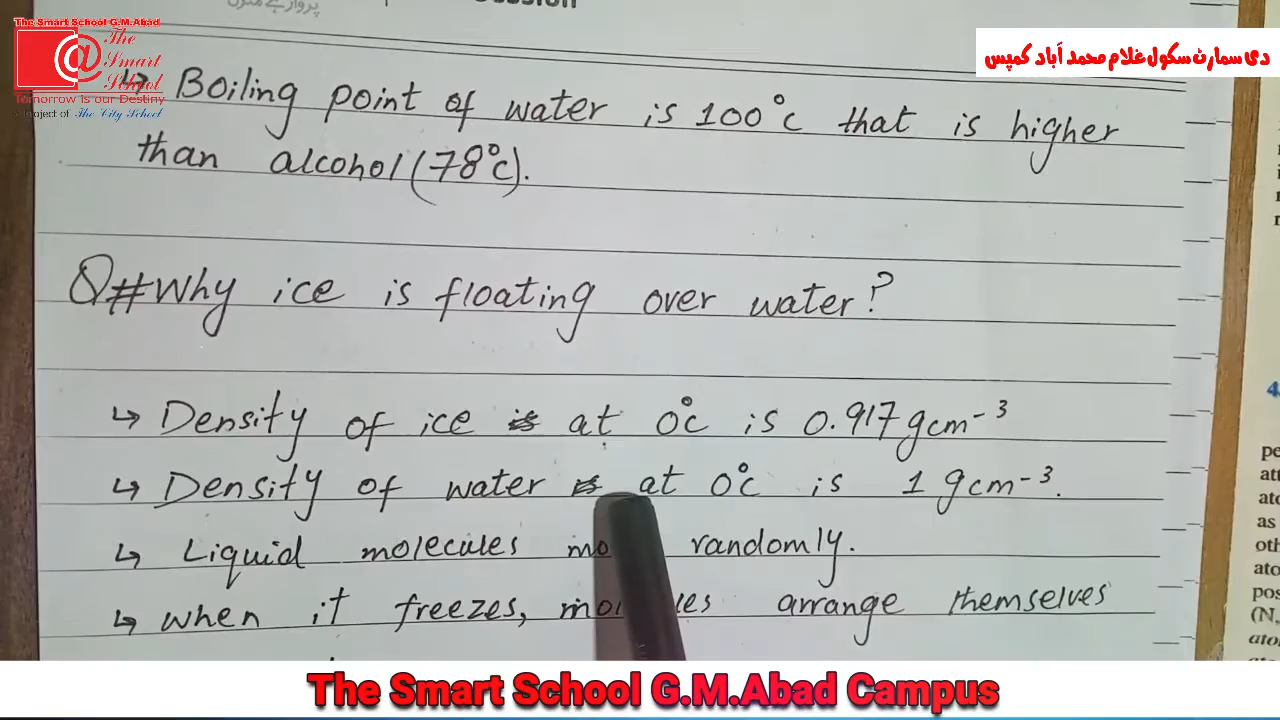 The Smart School G.M.Abad
The
Smart
School
Tomorrow is our Destiny
A Project of The City School
دی سمارٹ سکول غلام محمد آباد کمپس
↳ Boiling point of water is 100°c that is higher
than alcohol (78°c).
Q# Why ice is floating over water?
↳ Density of ice at 0°c is 0.917 gcm-3
↳ Density of water at 0°c is 1 gcm-3.
↳ Liquid molecules randomly.
↳ when it freezes, arrange themselves
The Smart School G.M.Abad Campus